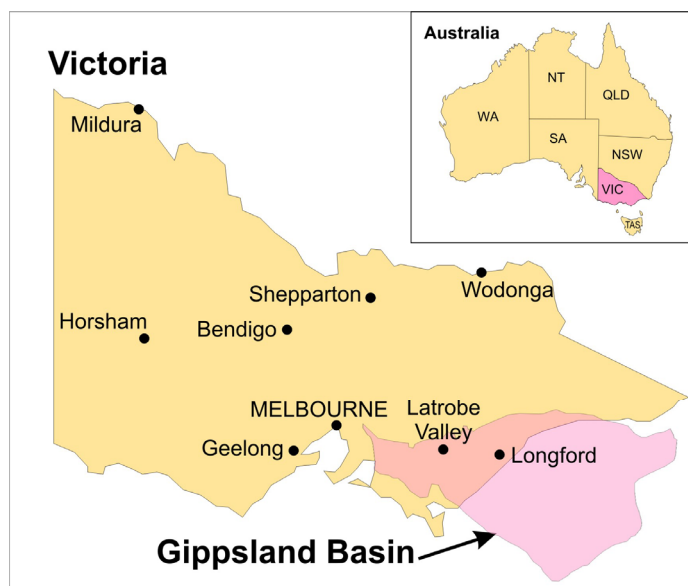 Victoria
Mildura
Horsham
Shepparton
Bendigo
Wodonga
MELBOURNE
Geelong
Latrobe
Valley
Longford
Gippsland Basin
Australia
WA
NT
QLD
SA
NSW
VIC
TAS